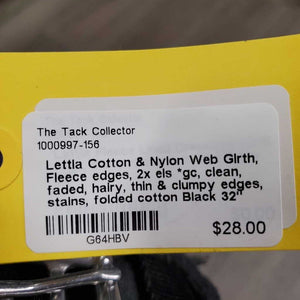 The Tack Collector
1000997-156
Lettia Cotton & Nylon Web Girth,
Fleece edges, 2x els *gc, clean,
faded, hairy, thin & clumpy edges,
stains, folded cotton Black 32"
G64HBV
$28.00